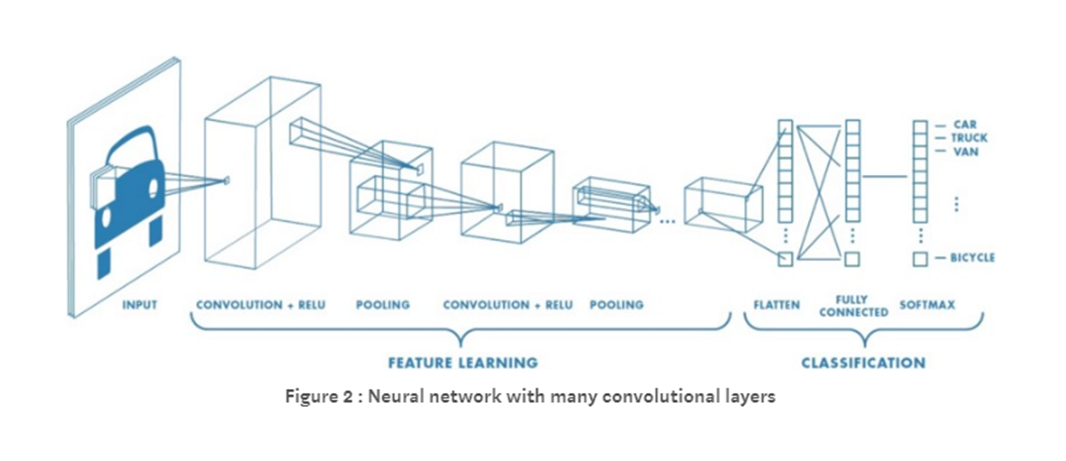 CAR
TRUCK
VAN
BICYCLE
INPUT
CONVOLUTION + RELU
POOLING
CONVOLUTION + RELU
POOLING
FLATTEN
FULLY
CONNECTED
SOFTMAX
FEATURE LEARNING
CLASSIFICATION
Figure 2 : Neural network with many convolutional layers